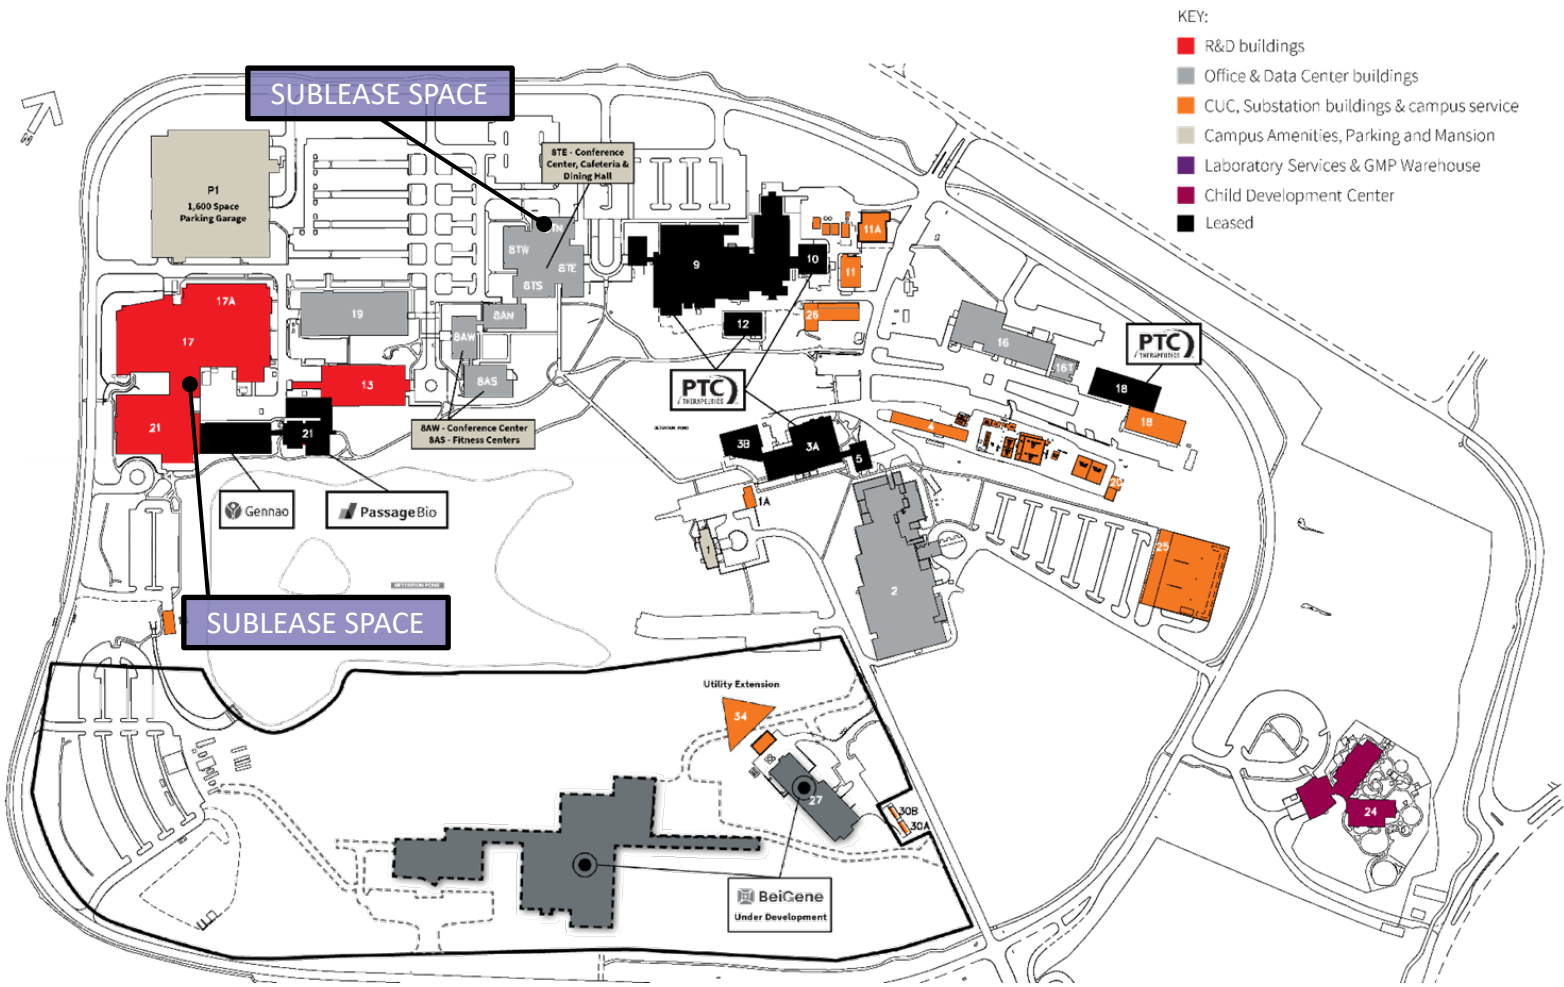 KEY:
R&D buildings
Office & Data Center buildings
CUC, Substation buildings & campus service
Campus Amenities, Parking and Mansion
Laboratory Services & GMP Warehouse
Child Development Center
Leased
SUBLEASE SPACE
8TE - Conference
Center, Cafeteria &
Dining Hall
P1
1,600 Space
Parking Garage
8TW
8TE
8TS
9
10
11A
11
12
26
17A
17
19
8AN
8AW
8AS
13
21
21
16
16T
PTC
THERAPEUTICS
18
18
PTC
THERAPEUTICS
8AW - Conference Center
8AS - Fitness Centers
DETENTION POND
3B
3A
5
4
20
Gennao
PassageBio
1A
1
2
25
DETENTION POND
SUBLEASE SPACE
Utility Extension
34
27
30B
30A
24
BeiGene
Under Development